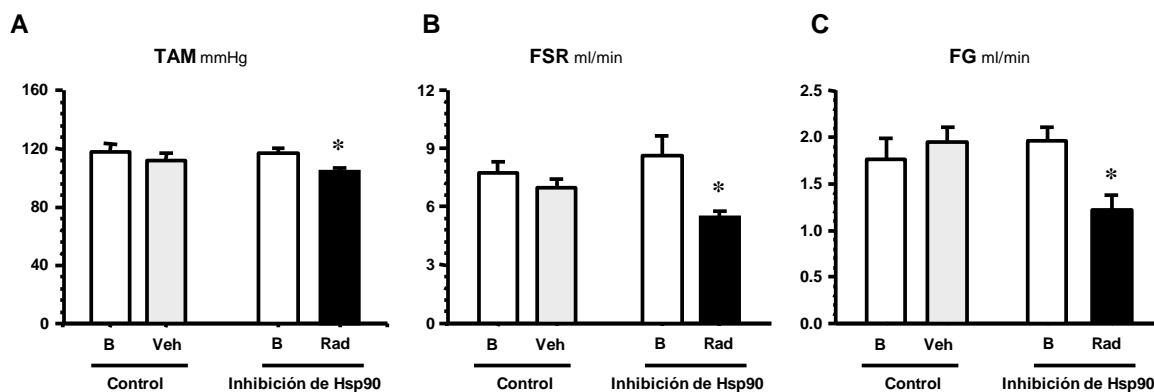 A
TAM mmHg
160
120
80
40
0
*
B Veh B Rad
Control Inhibición de Hsp90
B
FSR ml/min
12
9
6
3
0
*
B Veh B Rad
Control Inhibición de Hsp90
C
FG ml/min
2.5
2.0
1.5
1.0
0.5
0.0
*
B Veh B Rad
Control Inhibición de Hsp90